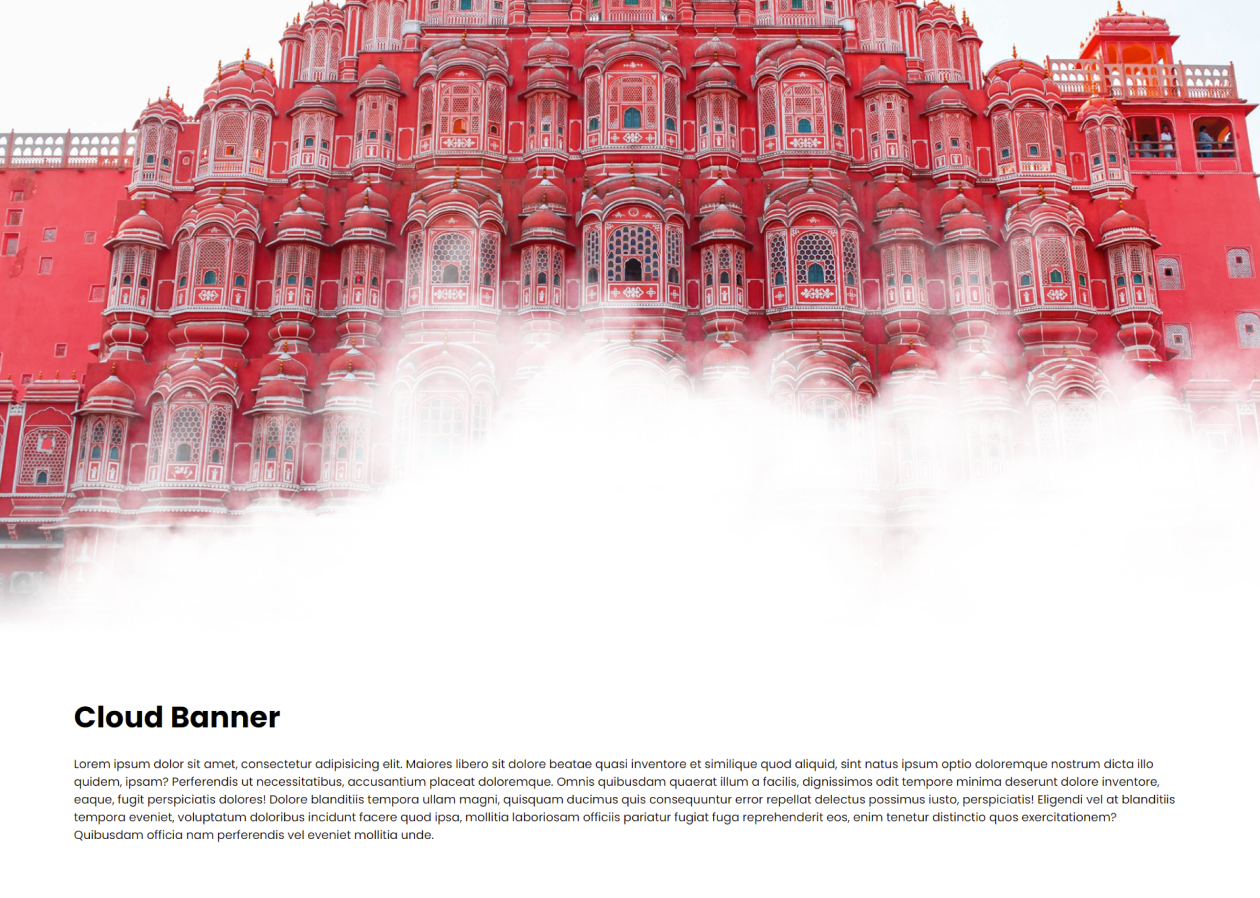 Cloud Banner
Lorem ipsum dolor sit amet, consectetur adipisicing elit. Maiores libero sit dolore beatae quasi inventore et similique quod aliquid, sint natus ipsum optio doloremque nostrum dicta illo
quidem, ipsam? Perferendis ut necessitatibus, accusantium placeat doloremque. Omnis quibusdam quaerat illum a facilis, dignissimos odit tempore minima deserunt dolore inventore,
eaque, fugit perspiciatis dolores! Dolore blanditiis tempora ullam magni, quisquam ducimus quis consequuntur error repellat delectus possimus iusto, perspiciatis! Eligendi vel at blanditiis
tempora eveniet, voluptatum doloribus incidunt facere quod ipsa, mollitia laboriosam officiis pariatur fugiat fuga reprehenderit eos, enim tenetur distinctio quos exercitationem?
Quibusdam officia nam perferendis vel eveniet mollitia unde.